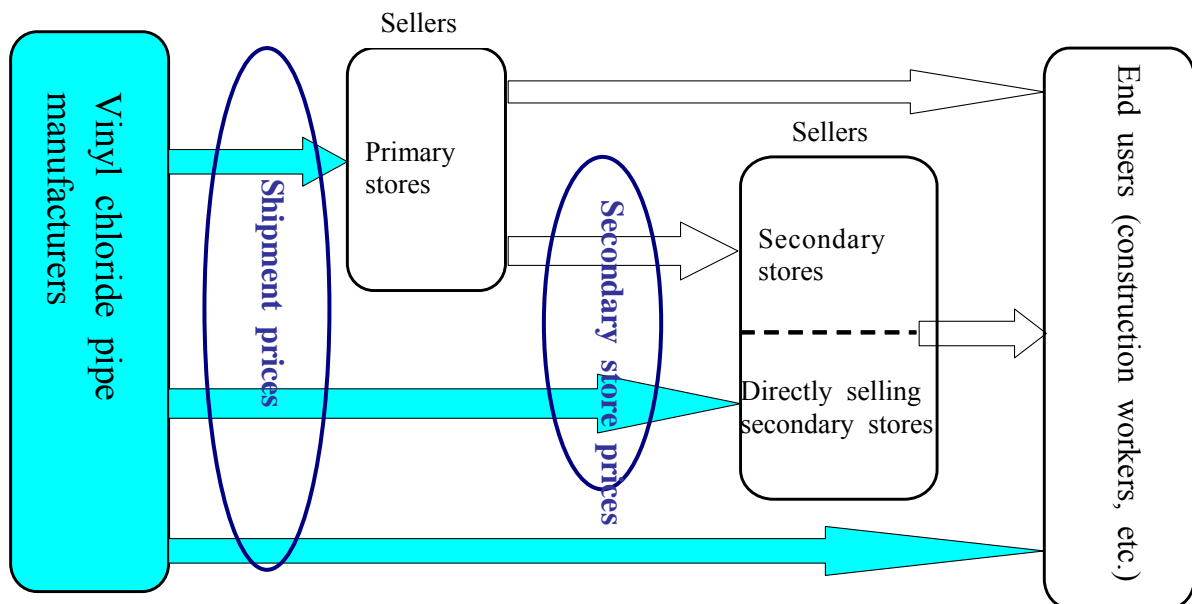 Vinyl chloride pipe
manufacturers
Shipment prices
Sellers
Primary
stores
Secondary store prices
Sellers
Secondary
stores
Directly selling
secondary stores
End users (construction workers, etc.)